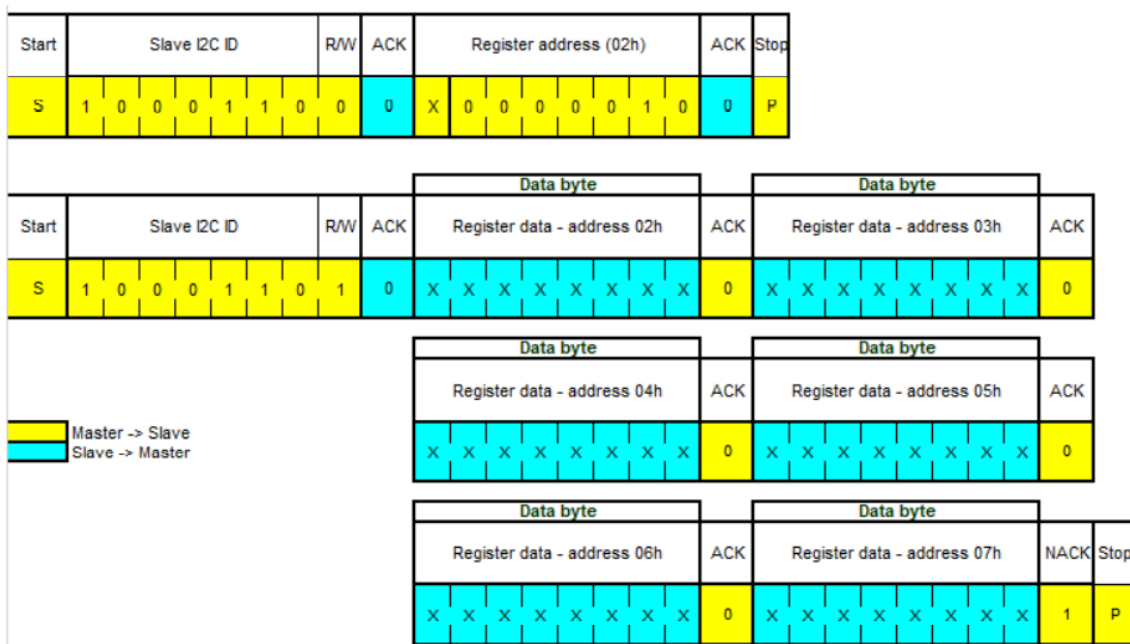 Start Slave I2C ID R/W ACK Register address (02h) ACK Stop
S 1 0 0 0 1 1 0 0 0 X 0 0 0 0 0 1 0 0 P
Data byte Data byte
Start Slave I2C ID R/W ACK Register data - address 02h ACK Register data - address 03h ACK
S 1 0 0 0 1 1 0 1 0 X X X X X X X X 0 X X X X X X X X 0
Data byte Data byte
Register data - address 04h ACK Register data - address 05h ACK
Master -> Slave
Slave -> Master
X X X X X X X X 0 X X X X X X X X 0
Data byte Data byte
Register data - address 06h ACK Register data - address 07h NACK Stop
X X X X X X X X 0 X X X X X X X X 1 P